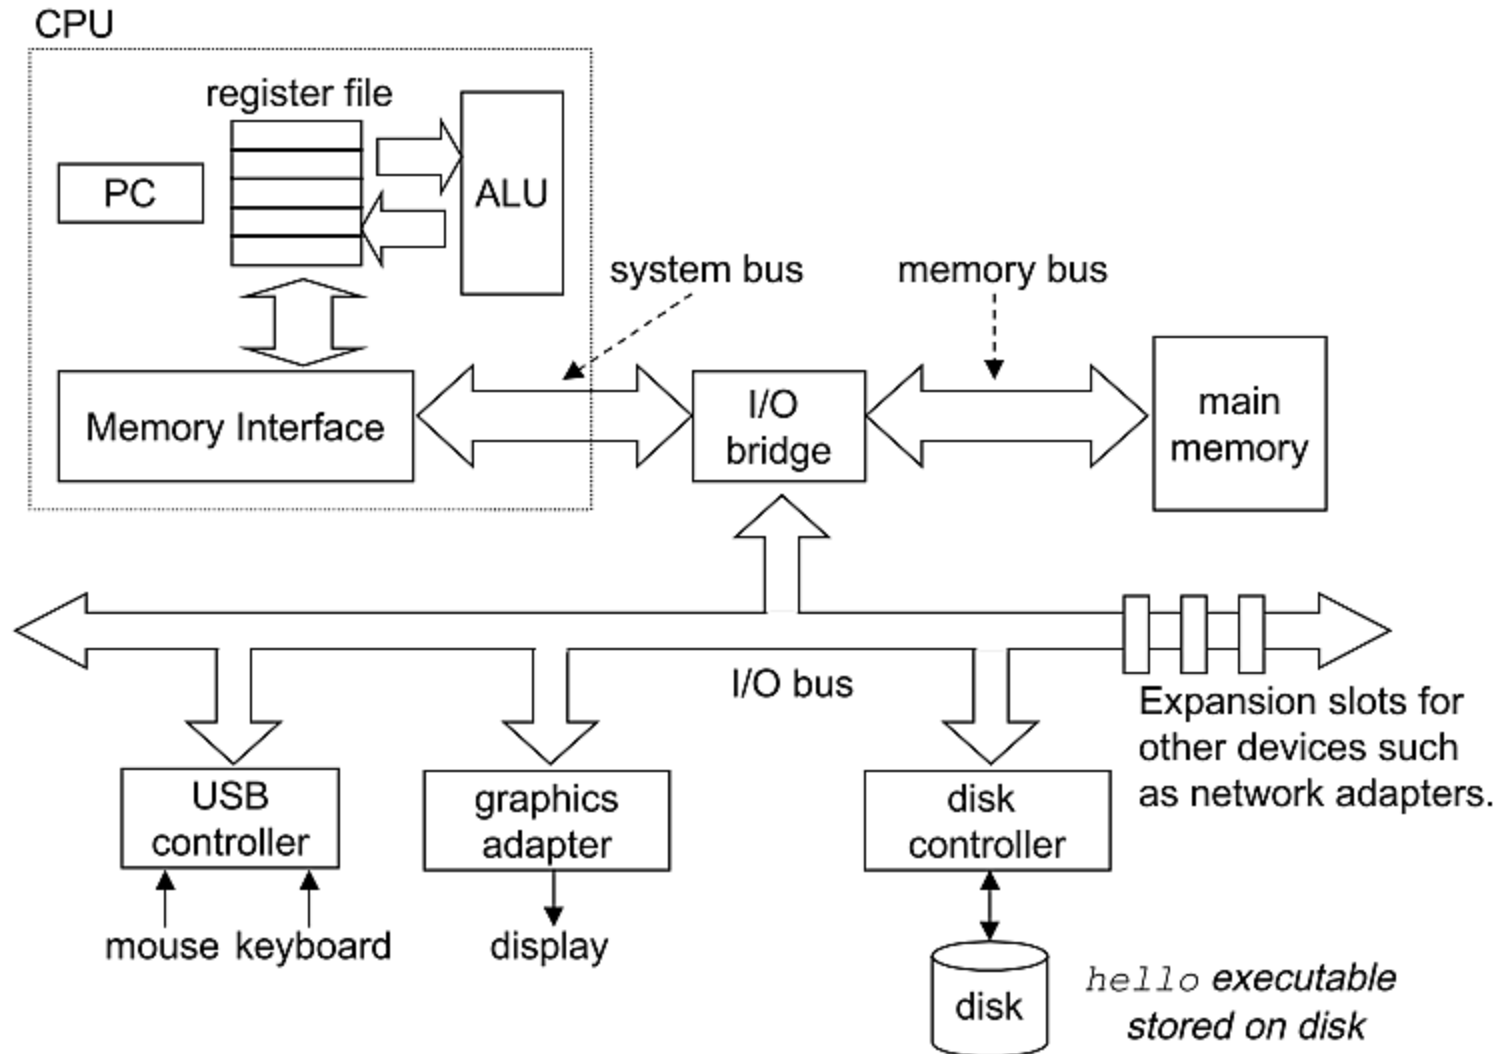 CPU
register file
PC
ALU
system bus
memory bus
Memory Interface
I/O
bridge
main
memory
I/O bus
Expansion slots for
other devices such
as network adapters.
USB
controller
graphics
adapter
disk
controller
mouse
keyboard
display
disk
hello executable
stored on disk